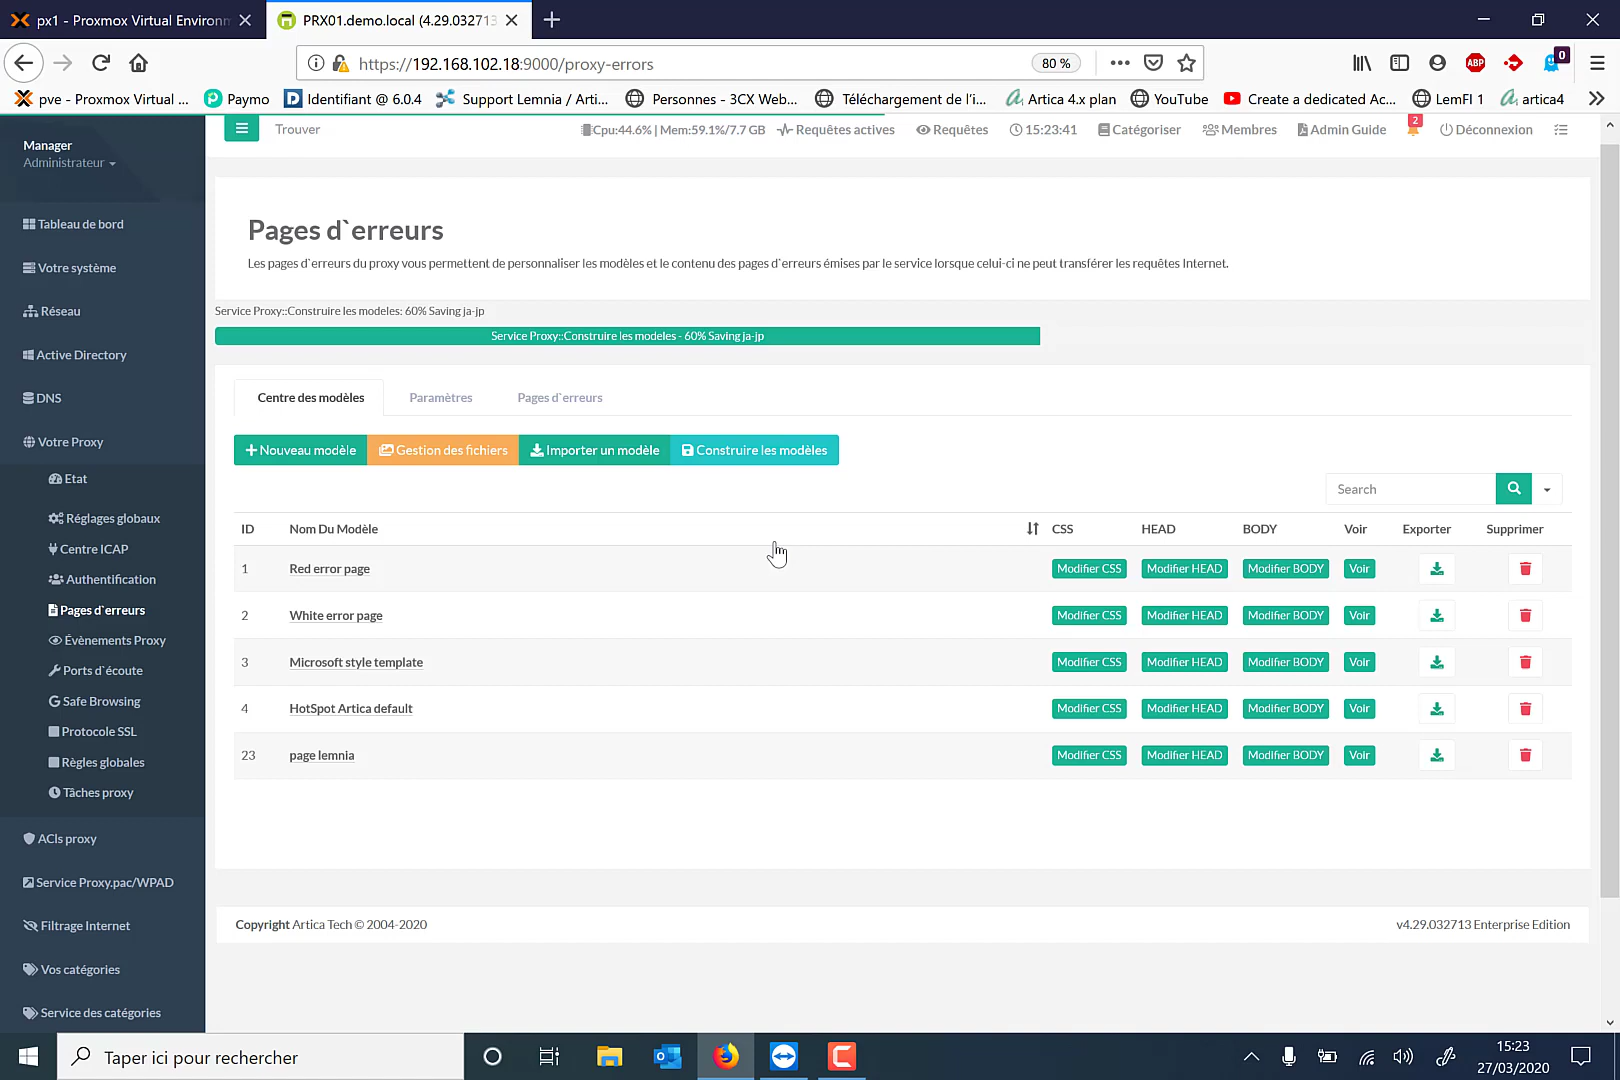 px1 - Proxmox Virtual Environm
PRX01.demo.local (4.29.032713
https://192.168.102.18:9000/proxy-errors
80 %
ABP
0
pve - Proxmox Virtual ...
Paymo
Identifiant @ 6.0.4
Support Lemnia / Arti...
Personnes - 3CX Web...
Téléchargement de l'i...
Artica 4.x plan
YouTube
Create a dedicated Ac...
LemFI 1
artica4
Manager
Administrateur
Trouver
Cpu:44.6% | Mem:59.1%/7.7 GB
Requêtes actives
Requêtes
15:23:41
Catégoriser
Membres
Admin Guide
2
Déconnexion
Tableau de bord
Votre système
Réseau
Active Directory
DNS
Votre Proxy
Etat
Réglages globaux
Centre ICAP
Authentification
Pages d`erreurs
Évènements Proxy
Ports d`écoute
Safe Browsing
Protocole SSL
Règles globales
Tâches proxy
ACls proxy
Service Proxy.pac/WPAD
Filtrage Internet
Vos catégories
Service des catégories
Pages d`erreurs
Les pages d`erreurs du proxy vous permettent de personnaliser les modèles et le contenu des pages d`erreurs émises par le service lorsque celui-ci ne peut transférer les requêtes Internet.
Service Proxy::Construire les modeles: 60% Saving ja-jp
Service Proxy::Construire les modeles - 60% Saving ja-jp
Centre des modèles
Paramètres
Pages d`erreurs
Nouveau modèle
Gestion des fichiers
Importer un modèle
Construire les modèles
Search
ID Nom Du Modèle CSS HEAD BODY Voir Exporter Supprimer
1 Red error page Modifier CSS Modifier HEAD Modifier BODY Voir
2 White error page Modifier CSS Modifier HEAD Modifier BODY Voir
3 Microsoft style template Modifier CSS Modifier HEAD Modifier BODY Voir
4 HotSpot Artica default Modifier CSS Modifier HEAD Modifier BODY Voir
23 page lemnia Modifier CSS Modifier HEAD Modifier BODY Voir
Copyright Artica Tech © 2004-2020
v4.29.032713 Enterprise Edition
Taper ici pour rechercher
15:23
27/03/2020